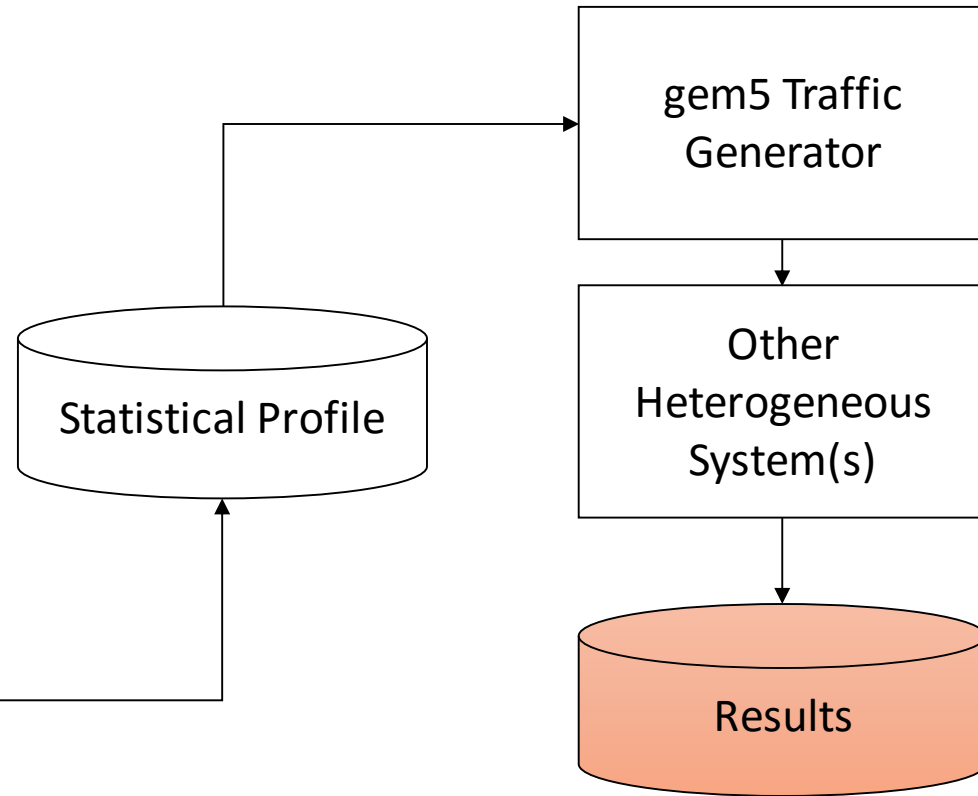 gem5 Traffic
Generator
Statistical Profile
Other
Heterogeneous
System(s)
Results